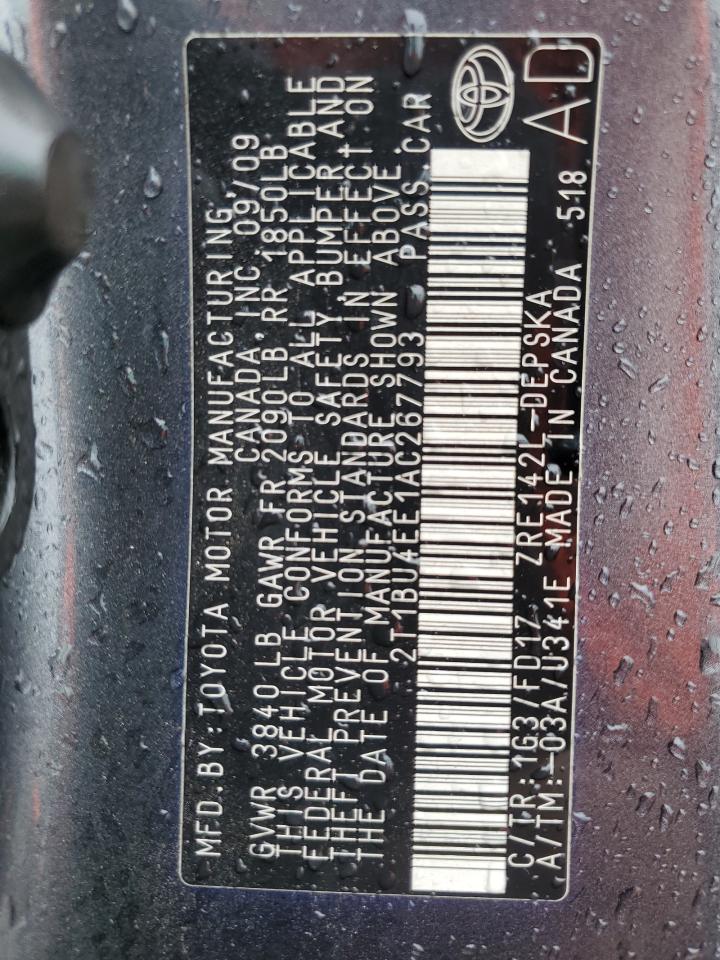 MFD. BY: TOYOTA MOTOR MANUFACTURING,
CANADA, INC 09/09
GVWR 3840 LB GAWR FR 2090LB RR 1850LB
THIS VEHICLE CONFORMS TO ALL APPLICABLE
FEDERAL MOTOR VEHICLE SAFETY, BUMPER, AND
THEFT PREVENTION STANDARDS IN EFFECT ON
THE DATE OF MANUFACTURE SHOWN ABOVE.
2T1BU4EE1AC267793 PASS.CAR
C/TR: 1G3/FD17 ZRE142L-DEPSKA
A/TM: -03A/U341E MADE IN CANADA 518
AD